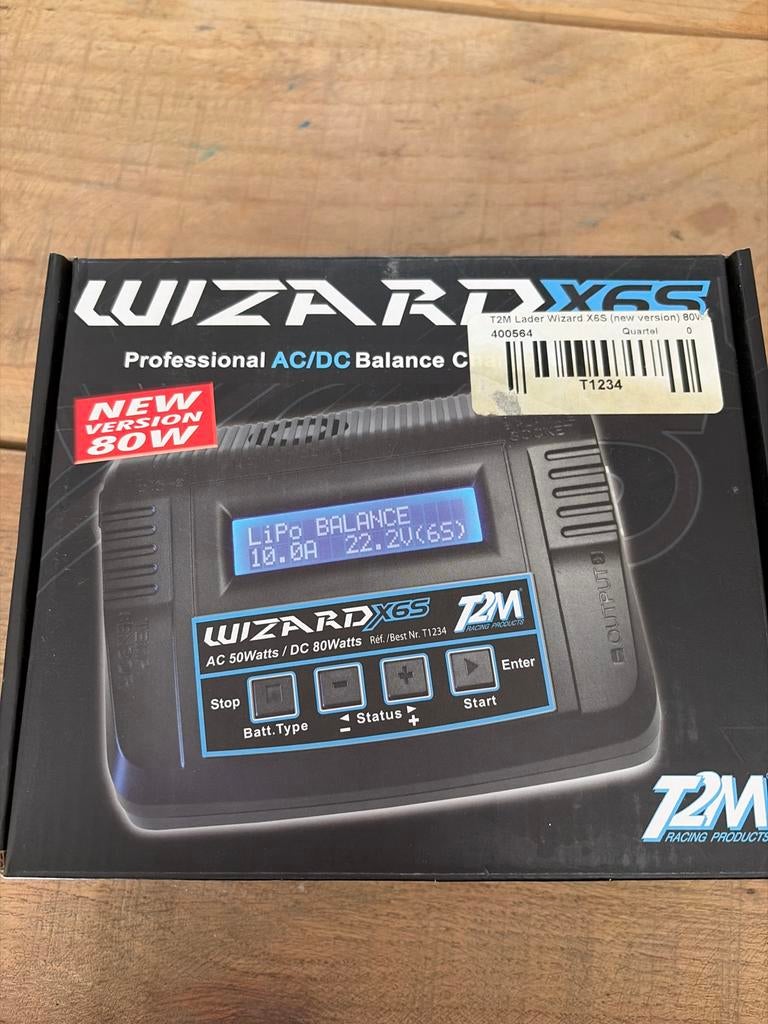 WIZARD X6S
T2M Lader Wizard X6S (new version) 80W
400564 Quartel 0
T1234
Professional AC/DC Balance
NEW
VERSION
80W
SOCKET
LiPo BALANCE
10.0A 22.2V(6S)
OUTPUT
WIZARD X6S
T2M
RACING PRODUCTS
AC 50Watts / DC 80Watts Réf./Best Nr. T1234
Stop - + Enter
Batt.Type ◄ Status ► Start
- +
T2M
RACING PRODUCTS